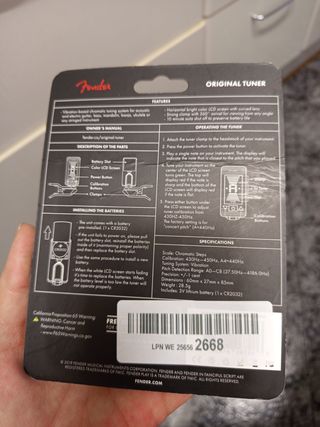 Fender
ORIGINAL TUNER
FEATURES
- Vibration-based chromatic tuning system for acoustic and electric guitar, bass, mandolin, banjo, ukulele or any stringed instrument
- Horizontal bright color LCD screen with curved lens
- Strong clamp with 360° swivel for viewing from any angle
- 10 minute auto shut off to preserve battery life
OWNER'S MANUAL
fender.co/original tuner
DESCRIPTION OF THE PARTS
Battery Slot
Color LCD Screen
Power Button
Calibration
Buttons
Clamps
INSTALLING THE BATTERIES
- The unit comes with a battery
pre-installed. (1 x CR2032)
- If the unit fails to power on, please pull
out the battery slot, reinstall the batteries
(maintaining proper polarity)
and then replace the battery slot.
- Use the same procedure to install a new
battery.
- When the white LCD screen starts fading
it's time to replace the batteries. When
the battery level is too low the tuner will
not operate properly.
OPERATING THE TUNER
1. Attach the tuner clamp to the headstock of your instrument.
2. Press the power button to activate the tuner.
3. Play a single note on your instrument. The display will
indicate the note that is closest to the pitch that you played.
4. Tune your instrument so the
center of the LCD screen
turns green. The top will
display red if the note is
sharp and the bottom of the
LCD screen will display red
if the note is flat.
5. Press either button
under the LCD screen to adjust
tuner calibration from
430HZ-450HZ.
the factory setting is for
"concert pitch" (A4=440Hz)
Calibration
Buttons
SPECIFICATIONS
Scale: Chromatic Steps
Calibration: 430Hz~450Hz, A4=440Hz
Tuning System: Vibration
Pitch Detection Range: A0~C8 (27.50Hz~4186.0Hz)
Precision: +/-1 cent
Dimensions: 60mm x 27mm x 65mm
Weight: 28.3g
Includes: 3V lithium battery (1 x CR2032)
California Proposition 65 Warning
WARNING: Cancer and
Reproductive Harm -
www.P65Warnings.ca.gov
LPN WE 25656 2668
© 2019 FENDER MUSICAL INSTRUMENTS CORPORATION. FENDER AND FENDER IN FANCIFUL SCRIPT ARE
REGISTERED TRADEMARKS OF FMIC. FENDER PLAY IS A TRADEMARK OF FMIC. ALL RIGHTS RESERVED.
FENDER.COM